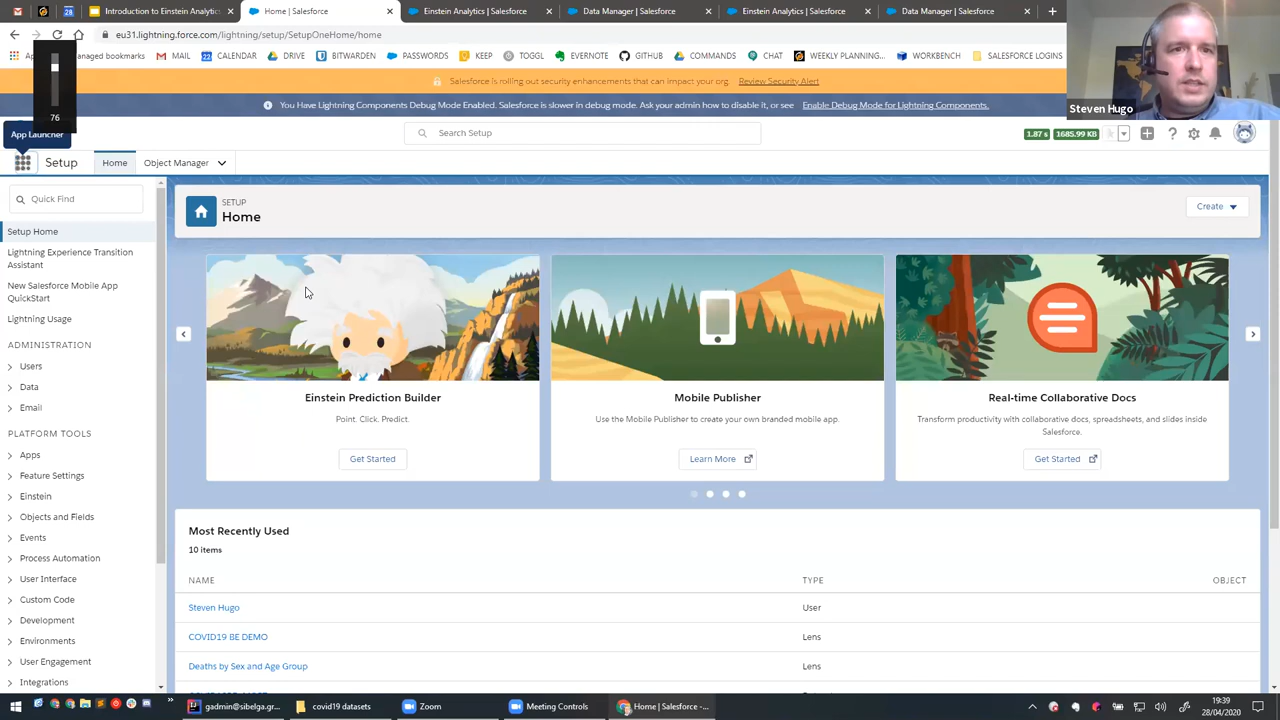 Introduction to Einstein Analyti
Home | Salesforce
Einstein Analytics | Salesforce
Data Manager | Salesforce
Einstein Analytics | Salesforce
Data Manager | Salesforce
eu31.lightning.force.com/lightning/setup/SetupOneHome/home
managed bookmarks
MAIL
CALENDAR
DRIVE
BITWARDEN
PASSWORDS
KEEP
TOGGL
EVERNOTE
GITHUB
COMMANDS
CHAT
WEEKLY PLANNING...
WORKBENCH
SALESFORCE LOGINS
76
Steven Hugo
Salesforce is rolling out security enhancements that can impact your org. Review Security Alert
You Have Lightning Components Debug Mode Enabled. Salesforce is slower in debug mode. Ask your admin how to disable it, or see Enable Debug Mode for Lightning Components.
App Launcher
Search Setup
1.87 s
1685.99 KB
Setup
Home
Object Manager
Quick Find
Setup Home
Lightning Experience Transition
Assistant
New Salesforce Mobile App
QuickStart
Lightning Usage
ADMINISTRATION
Users
Data
Email
PLATFORM TOOLS
Apps
Feature Settings
Einstein
Objects and Fields
Events
Process Automation
User Interface
Custom Code
Development
Environments
User Engagement
Integrations
SETUP
Home
Create
Einstein Prediction Builder
Point. Click. Predict.
Get Started
Mobile Publisher
Use the Mobile Publisher to create your own branded mobile app.
Learn More
Real-time Collaborative Docs
Transform productivity with collaborative docs, spreadsheets, and slides inside
Salesforce.
Get Started
Most Recently Used
10 items
NAME
TYPE
OBJECT
Steven Hugo
User
COVID19 BE DEMO
Lens
Deaths by Sex and Age Group
Lens
gadmin@sibelga.gr...
covid19 datasets
Zoom
Meeting Controls
Home | Salesforce -...
19:39
28/04/2020